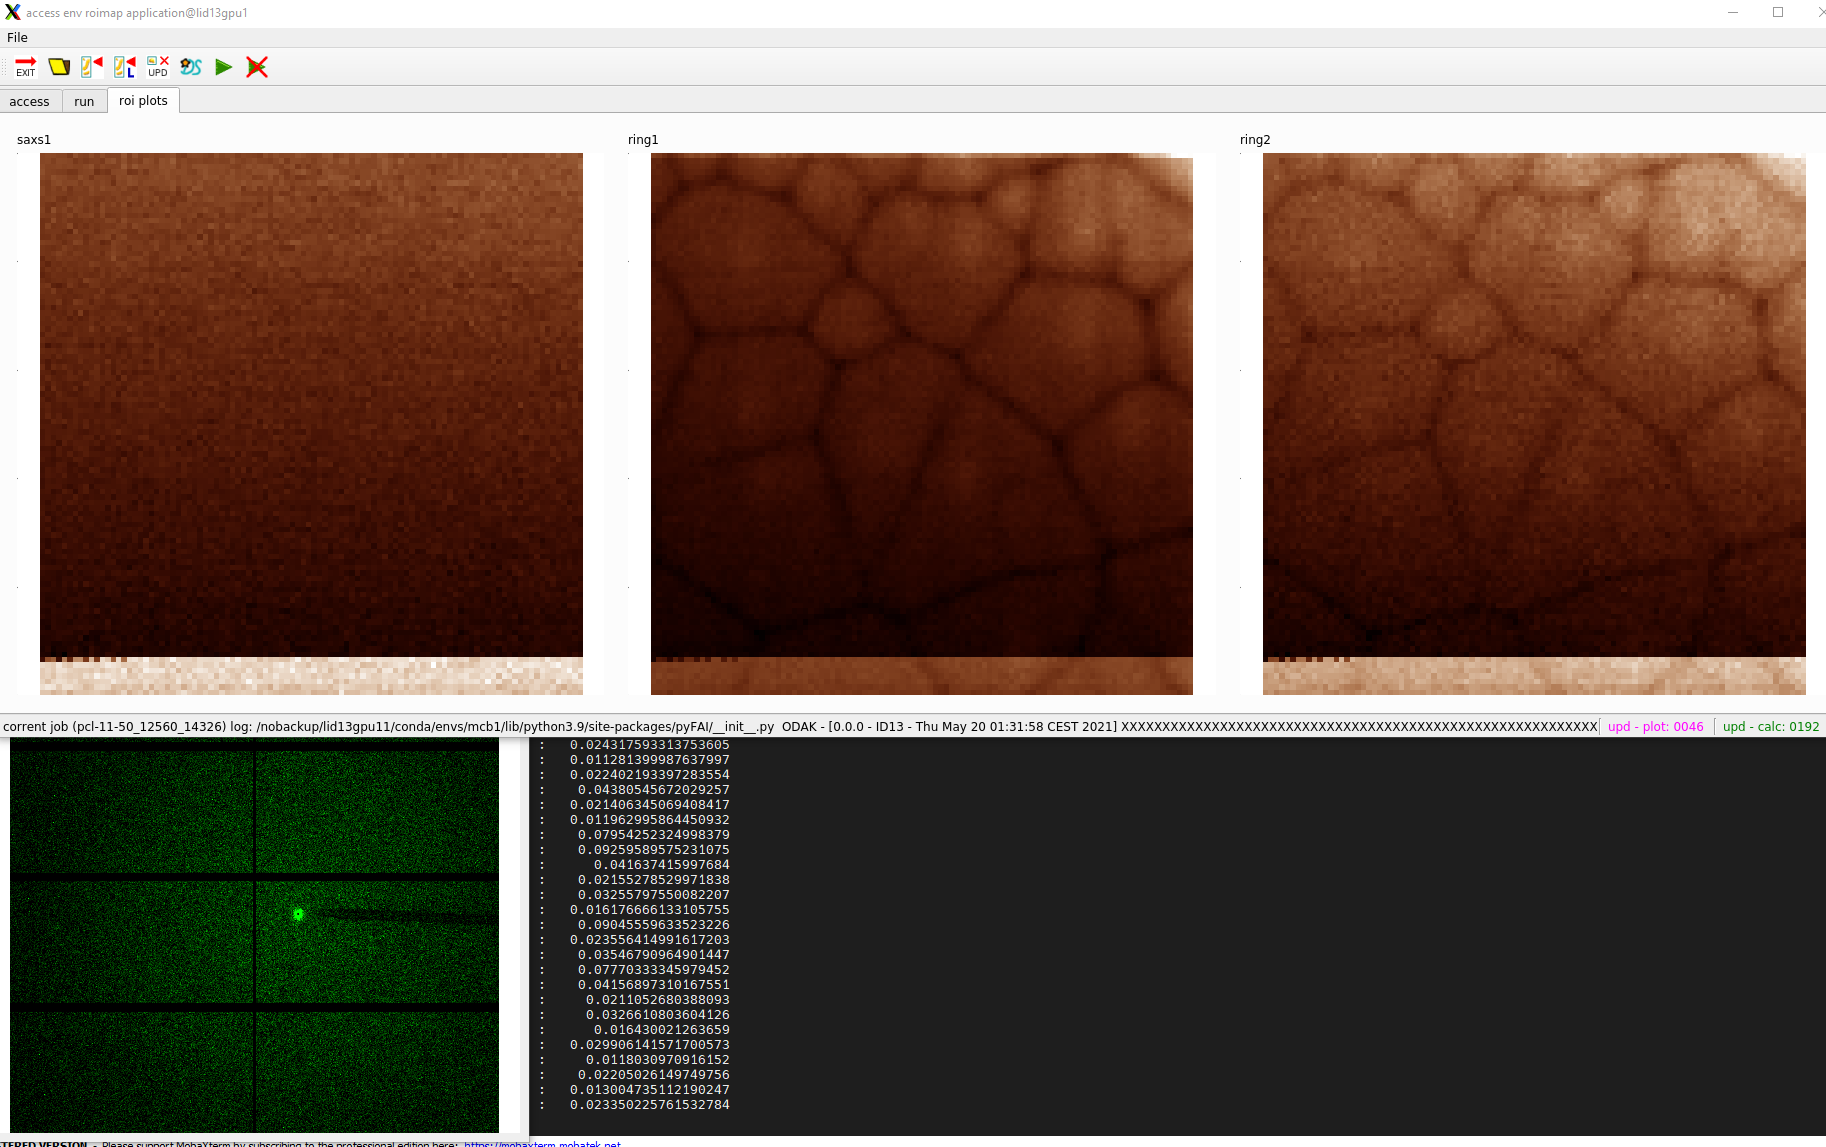 access env roimap application@lid13gpu1
File
EXIT
L
UPD
DS
access run roi plots
saxs1 ring1 ring2
corrent job (pcl-11-50_12560_14326) log: /nobackup/lid13gpu11/conda/envs/mcb1/lib/python3.9/site-packages/pyFAI/__init__.py ODAK - [0.0.0 - ID13 - Thu May 20 01:31:58 CEST 2021] XXXXXXXXXXXXXXXXXXXXXXXXXXXXXXXXXXXXXXXXXXXXXXXXXXXXXXXXXX upd - plot: 0046 upd - calc: 0192
: 0.024317593313753605
: 0.011281399987637997
: 0.022402193397283554
: 0.04380545672029257
: 0.021406345069408417
: 0.011962995864450932
: 0.07954252324998379
: 0.09259589575231075
: 0.041637415997684
: 0.02155278529971838
: 0.03255797550082207
: 0.016176666133105755
: 0.09045559633523226
: 0.023556414991617203
: 0.03546790964901447
: 0.07770333345979452
: 0.04156897310167551
: 0.0211052680388093
: 0.0326610803604126
: 0.016430021263659
: 0.029906141571700573
: 0.0118030970916152
: 0.02205026149749756
: 0.013004735112190247
: 0.023350225761532784
TERED VERSION - Please support MobaXterm by subscribing to the professional edition here: https://mobaxterm.mobatek.net